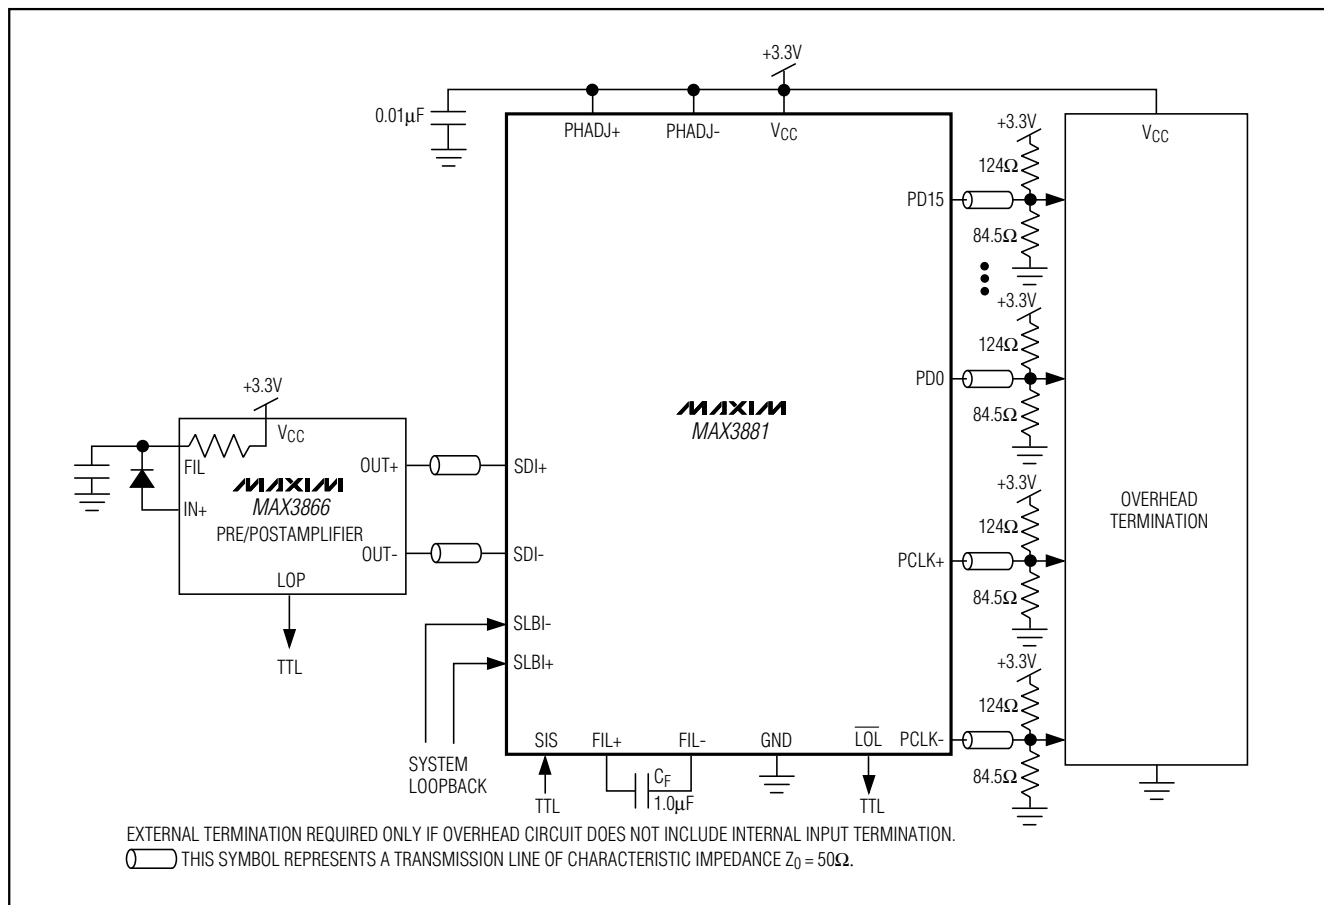 +3.3V
0.01μF
PHADJ+
PHADJ-
VCC
+3.3V
VCC
124Ω
PD15
84.5Ω
+3.3V
124Ω
PD0
84.5Ω
+3.3V
VCC
FIL
OUT+
SDI+
MAXIM
MAX3881
MAXIM
MAX3866
PRE/POSTAMPLIFIER
IN+
OUT-
SDI-
LOP
TTL
+3.3V
124Ω
PCLK+
84.5Ω
OVERHEAD
TERMINATION
SLBI-
SLBI+
SYSTEM
LOOPBACK
+3.3V
124Ω
PCLK-
84.5Ω
SIS
FIL+
FIL-
GND
LOL
TTL
CF
1.0μF
TTL
EXTERNAL TERMINATION REQUIRED ONLY IF OVERHEAD CIRCUIT DOES NOT INCLUDE INTERNAL INPUT TERMINATION.
THIS SYMBOL REPRESENTS A TRANSMISSION LINE OF CHARACTERISTIC IMPEDANCE Z0 = 50Ω.